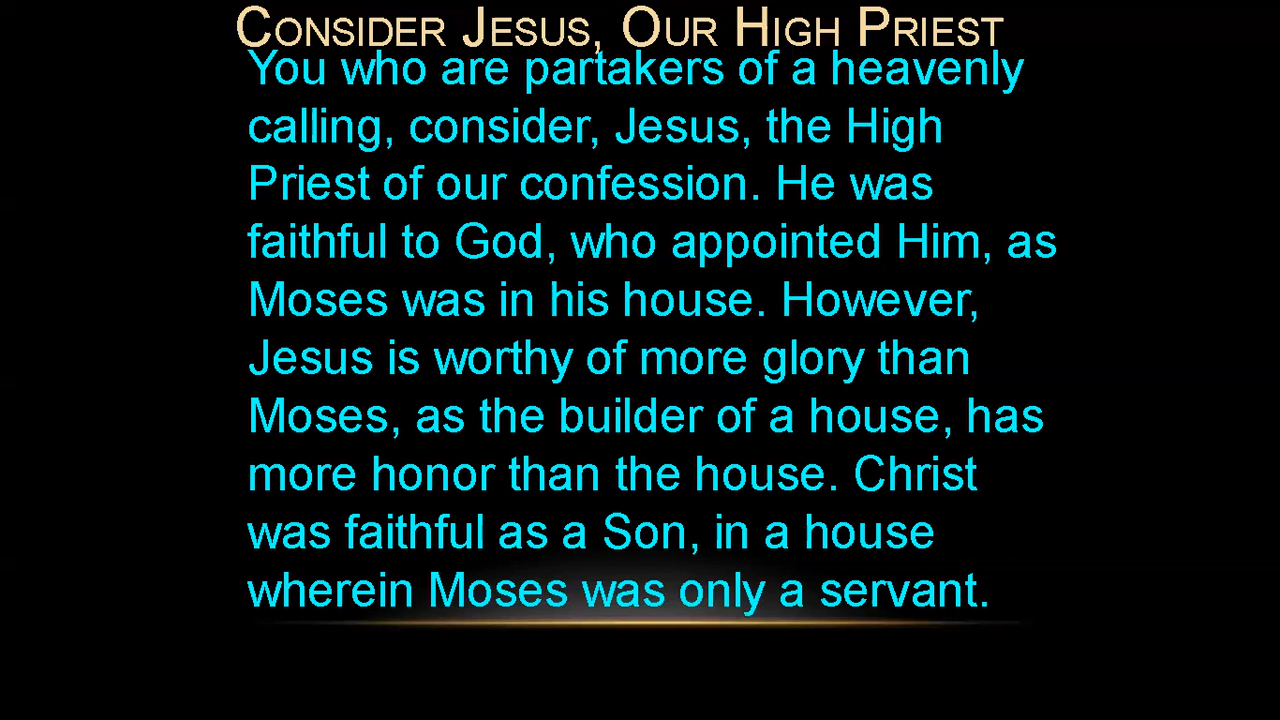 Consider Jesus, Our High Priest
You who are partakers of a heavenly
calling, consider, Jesus, the High
Priest of our confession. He was
faithful to God, who appointed Him, as
Moses was in his house. However,
Jesus is worthy of more glory than
Moses, as the builder of a house, has
more honor than the house. Christ
was faithful as a Son, in a house
wherein Moses was only a servant.